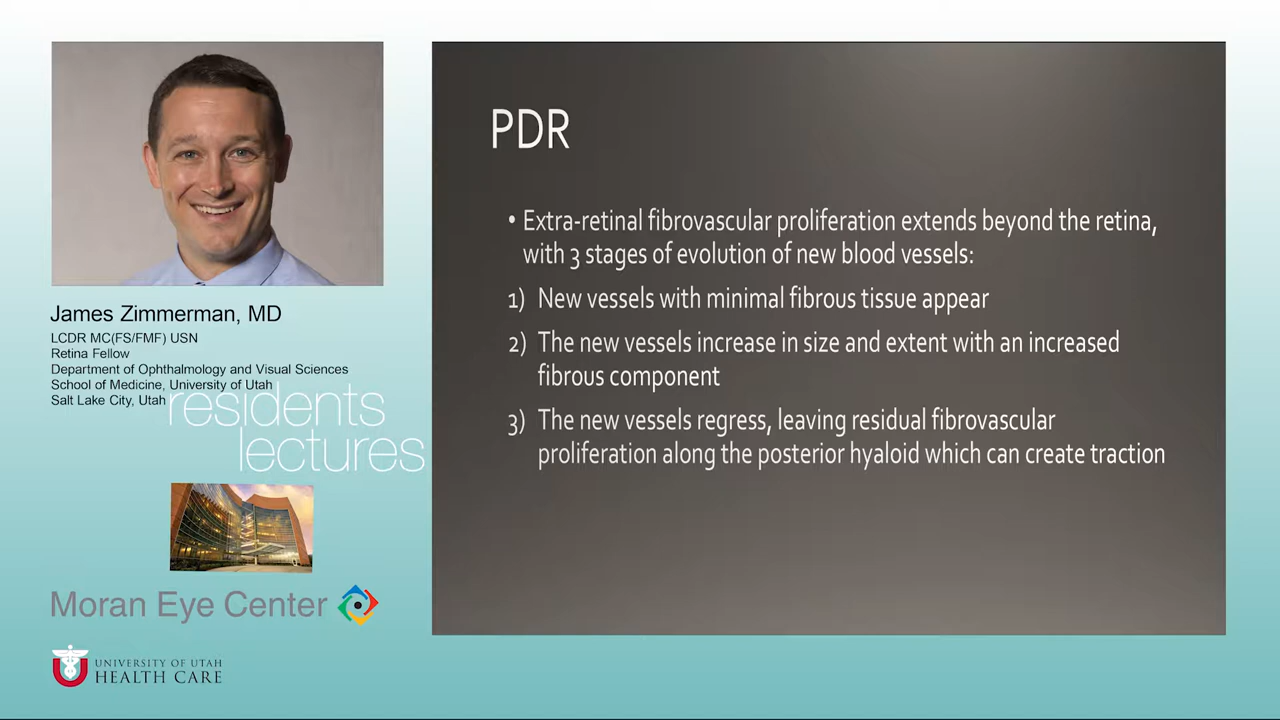 James Zimmerman, MD
LCDR MC(FS/FMF) USN
Retina Fellow
Department of Ophthalmology and Visual Sciences
School of Medicine, University of Utah
Salt Lake City, Utah
residents
lectures
Moran Eye Center
UNIVERSITY OF UTAH
HEALTH CARE
PDR
• Extra-retinal fibrovascular proliferation extends beyond the retina,
with 3 stages of evolution of new blood vessels:
1) New vessels with minimal fibrous tissue appear
2) The new vessels increase in size and extent with an increased
fibrous component
3) The new vessels regress, leaving residual fibrovascular
proliferation along the posterior hyaloid which can create traction